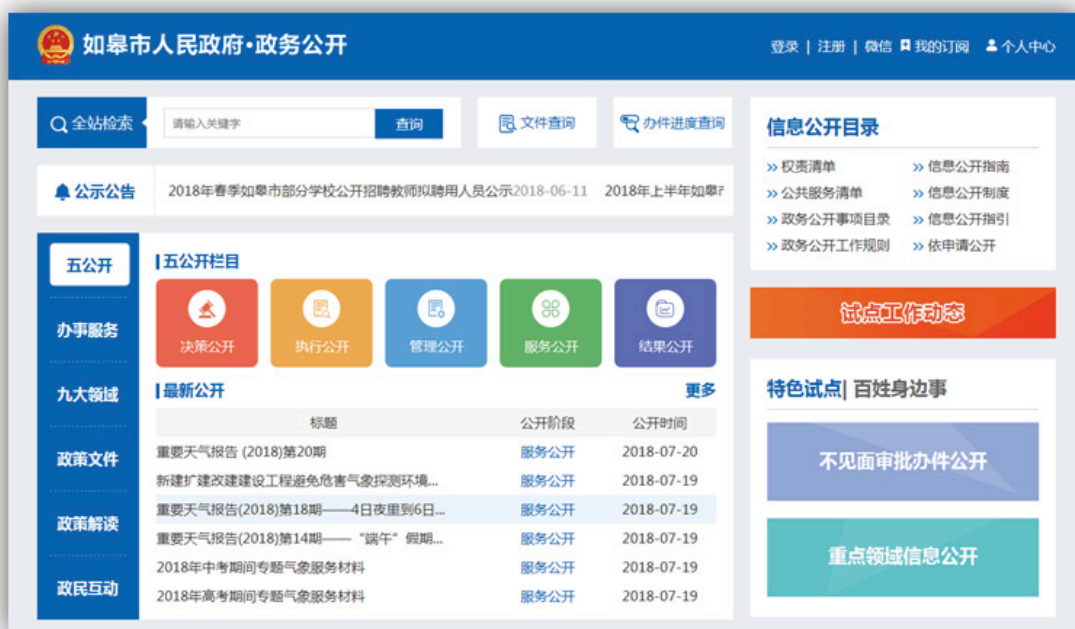 如皋市人民政府·政务公开
登录 | 注册 | 微信 我的订阅 个人中心
全站检索 请输入关键字 查询 文件查询 办件进度查询
公示公告 2018年春季如皋市部分学校公开招聘教师拟聘用人员公示2018-06-11 2018年上半年如皋市
信息公开目录
>> 权责清单 >> 信息公开指南
>> 公共服务清单 >> 信息公开制度
>> 政务公开事项目录 >> 信息公开指引
>> 政务公开工作规则 >> 依申请公开
五公开
办事服务
九大领域
政策文件
政策解读
政民互动
五公开栏目
决策公开 执行公开 管理公开 服务公开 结果公开
最新公开 更多
标题 公开阶段 公开时间
重要天气报告 (2018)第20期 服务公开 2018-07-20
新建扩建改建建设工程避免危害气象探测环境... 服务公开 2018-07-19
重要天气报告(2018)第18期——4日夜里到6日... 服务公开 2018-07-19
重要天气报告(2018)第14期—— “端午” 假期... 服务公开 2018-07-19
2018年中考期间专题气象服务材料 服务公开 2018-07-19
2018年高考期间专题气象服务材料 服务公开 2018-07-19
试点工作动态
特色试点| 百姓身边事
不见面审批办件公开
重点领域信息公开